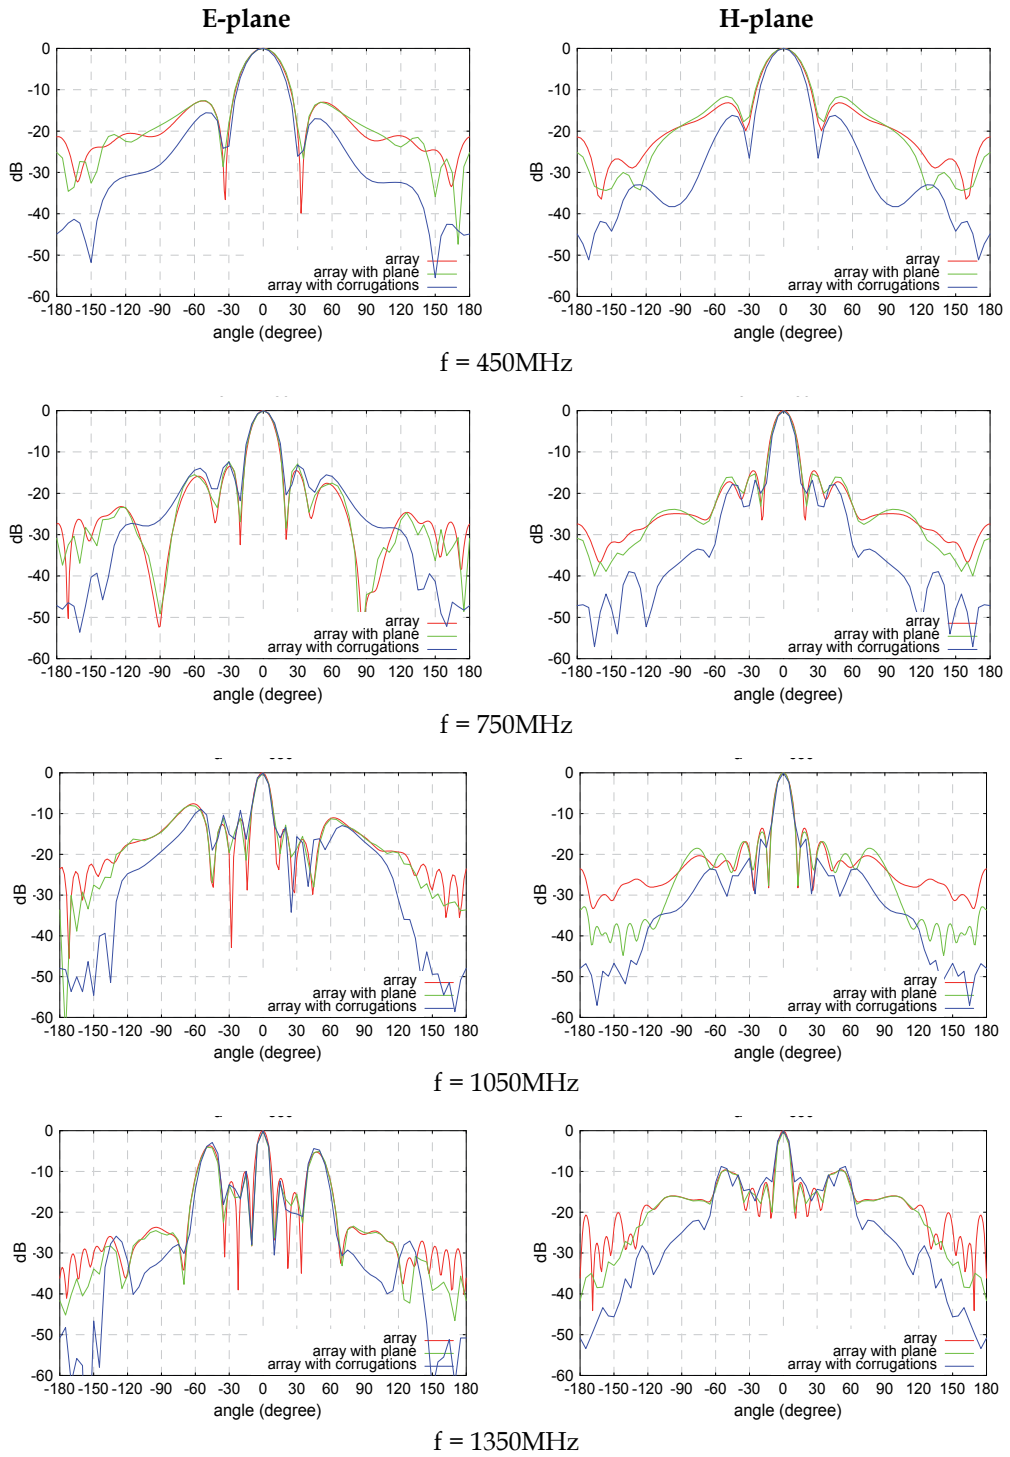 E-plane H-plane
0 0
-10 -10
-20 -20
-30 -30
-40 -40
-50 -50
-60 -60
dB dB
array array
array with plane array with plane
array with corrugations array with corrugations
-180 -150 -120 -90 -60 -30 0 30 60 90 120 150 180 -180 -150 -120 -90 -60 -30 0 30 60 90 120 150 180
angle (degree) angle (degree)
f = 450MHz
0 0
-10 -10
-20 -20
-30 -30
-40 -40
-50 -50
-60 -60
dB dB
array array
array with plane array with plane
array with corrugations array with corrugations
-180 -150 -120 -90 -60 -30 0 30 60 90 120 150 180 -180 -150 -120 -90 -60 -30 0 30 60 90 120 150 180
angle (degree) angle (degree)
f = 750MHz
0 0
-10 -10
-20 -20
-30 -30
-40 -40
-50 -50
-60 -60
dB dB
array array
array with plane array with plane
array with corrugations array with corrugations
-180 -150 -120 -90 -60 -30 0 30 60 90 120 150 180 -180 -150 -120 -90 -60 -30 0 30 60 90 120 150 180
angle (degree) angle (degree)
f = 1050MHz
0 0
-10 -10
-20 -20
-30 -30
-40 -40
-50 -50
-60 -60
dB dB
array array
array with plane array with plane
array with corrugations array with corrugations
-180 -150 -120 -90 -60 -30 0 30 60 90 120 150 180 -180 -150 -120 -90 -60 -30 0 30 60 90 120 150 180
angle (degree) angle (degree)
f = 1350MHz